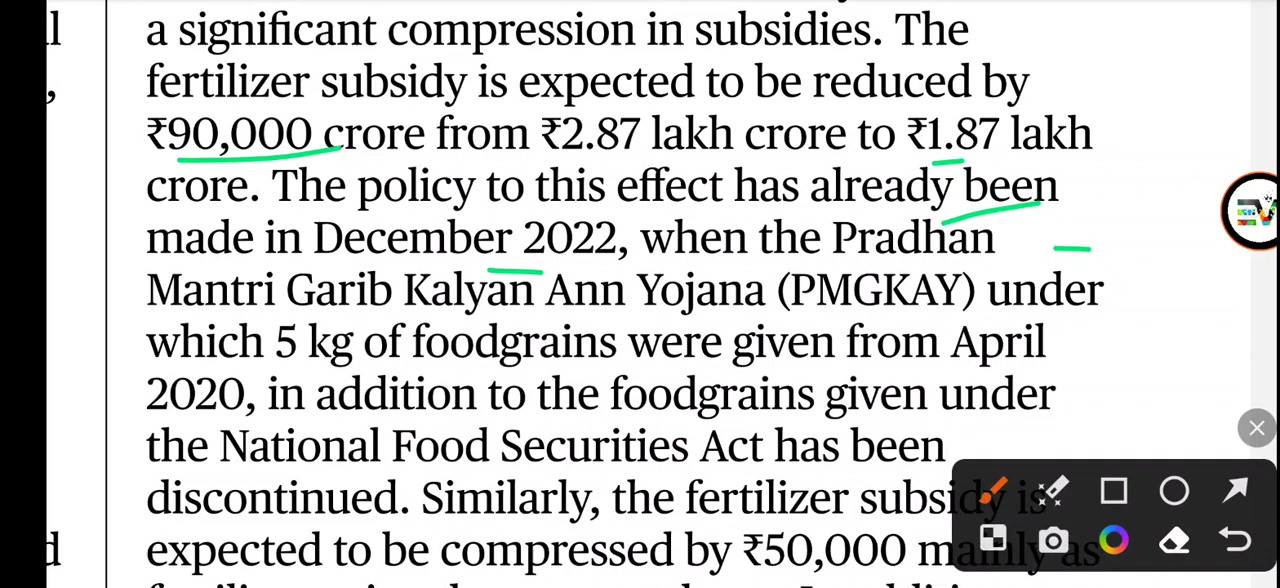 ll
a significant compression in subsidies. The
fertilizer subsidy is expected to be reduced by
,
₹90,000 crore from ₹2.87 lakh crore to ₹1.87 lakh
crore. The policy to this effect has already been
made in December 2022, when the Pradhan
Mantri Garib Kalyan Ann Yojana (PMGKAY) under
which 5 kg of foodgrains were given from April
2020, in addition to the foodgrains given under
the National Food Securities Act has been
discontinued. Similarly, the fertilizer subsidy is
d
expected to be compressed by ₹50,000 mainly as
EV